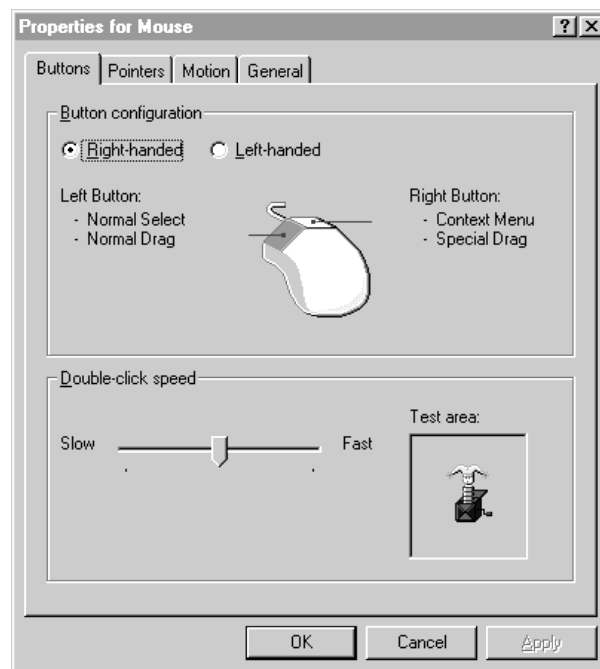 Properties for Mouse
? X
Buttons Pointers Motion General
Button configuration
Right-handed Left-handed
Left Button: Right Button:
- Normal Select - Context Menu
- Normal Drag - Special Drag
Double-click speed
Test area:
Slow Fast
OK Cancel Apply